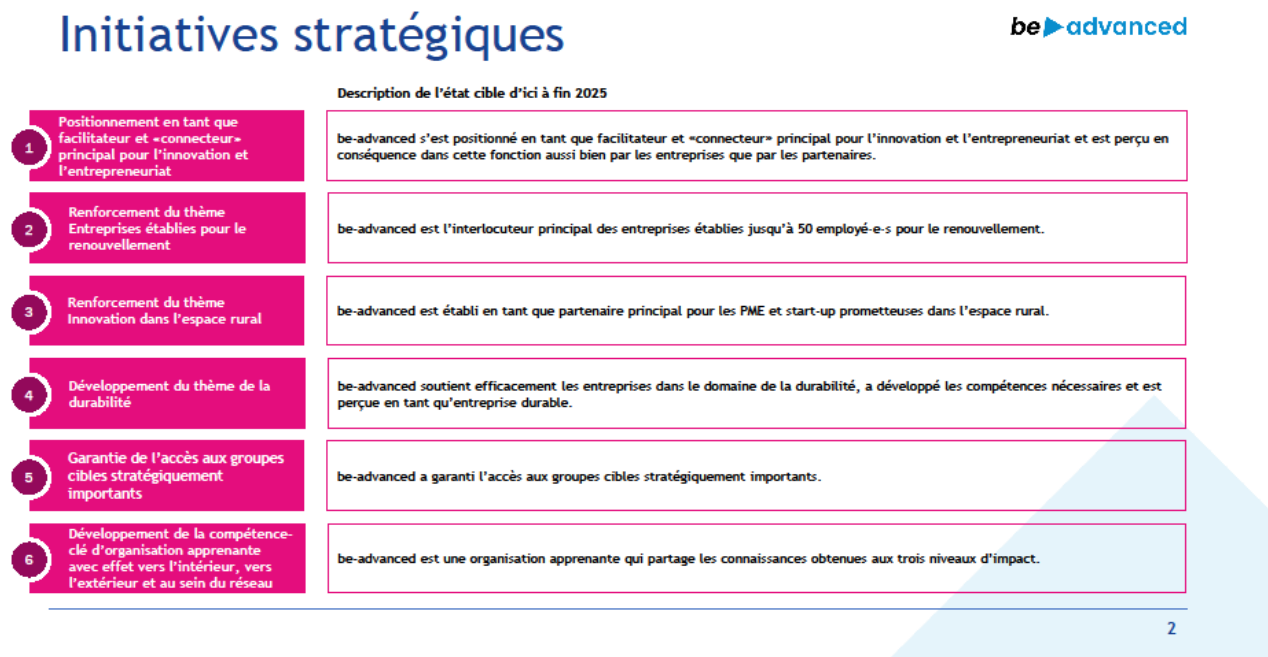 Initiatives stratégiques
be advanced
Description de l'état cible d'ici à fin 2025
1
Positionnement en tant que
facilitateur et «connecteur»
principal pour l'innovation et
l'entrepreneuriat
be-advanced s'est positionné en tant que facilitateur et «connecteur» principal pour l'innovation et l'entrepreneuriat et est perçu en
conséquence dans cette fonction aussi bien par les entreprises que par les partenaires.
2
Renforcement du thème
Entreprises établies pour le
renouvellement
be-advanced est l'interlocuteur principal des entreprises établies jusqu'à 50 employé-e-s pour le renouvellement.
3
Renforcement du thème
Innovation dans l'espace rural
be-advanced est établi en tant que partenaire principal pour les PME et start-up prometteuses dans l'espace rural.
4
Développement du thème de la
durabilité
be-advanced soutient efficacement les entreprises dans le domaine de la durabilité, a développé les compétences nécessaires et est
perçue en tant qu'entreprise durable.
5
Garantie de l'accès aux groupes
cibles stratégiquement
importants
be-advanced a garanti l'accès aux groupes cibles stratégiquement importants.
6
Développement de la compétence-
clé d'organisation apprenante
avec effet vers l'intérieur, vers
l'extérieur et au sein du réseau
be-advanced est une organisation apprenante qui partage les connaissances obtenues aux trois niveaux d'impact.
2